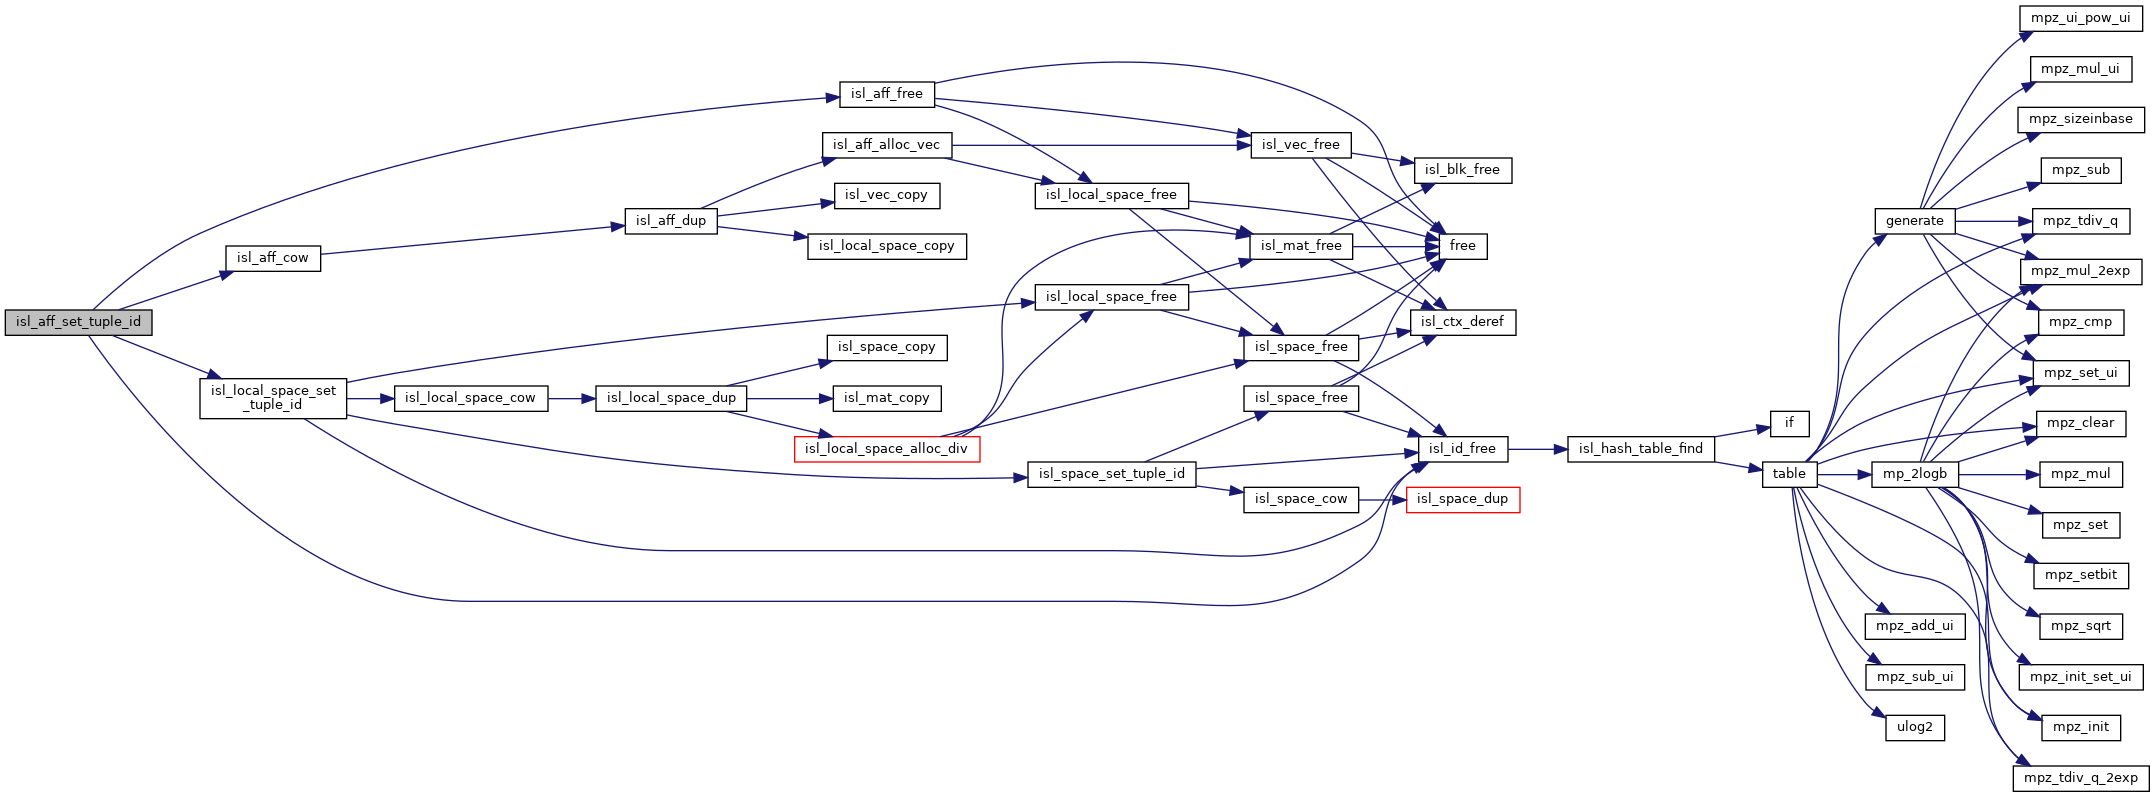 isl_aff_set_tuple_id
isl_aff_cow
isl_local_space_set
_tuple_id
isl_local_space_cow
isl_aff_dup
isl_local_space_dup
isl_aff_free
isl_aff_alloc_vec
isl_vec_copy
isl_local_space_copy
isl_space_copy
isl_mat_copy
isl_local_space_alloc_div
isl_local_space_free
isl_local_space_free
isl_space_set_tuple_id
isl_vec_free
isl_mat_free
isl_space_free
isl_space_free
isl_space_cow
isl_blk_free
free
isl_ctx_deref
isl_id_free
isl_space_dup
isl_hash_table_find
if
table
generate
mp_2logb
mpz_add_ui
mpz_sub_ui
ulog2
mpz_ui_pow_ui
mpz_mul_ui
mpz_sizeinbase
mpz_sub
mpz_tdiv_q
mpz_mul_2exp
mpz_cmp
mpz_set_ui
mpz_clear
mpz_mul
mpz_set
mpz_setbit
mpz_sqrt
mpz_init_set_ui
mpz_init
mpz_tdiv_q_2exp